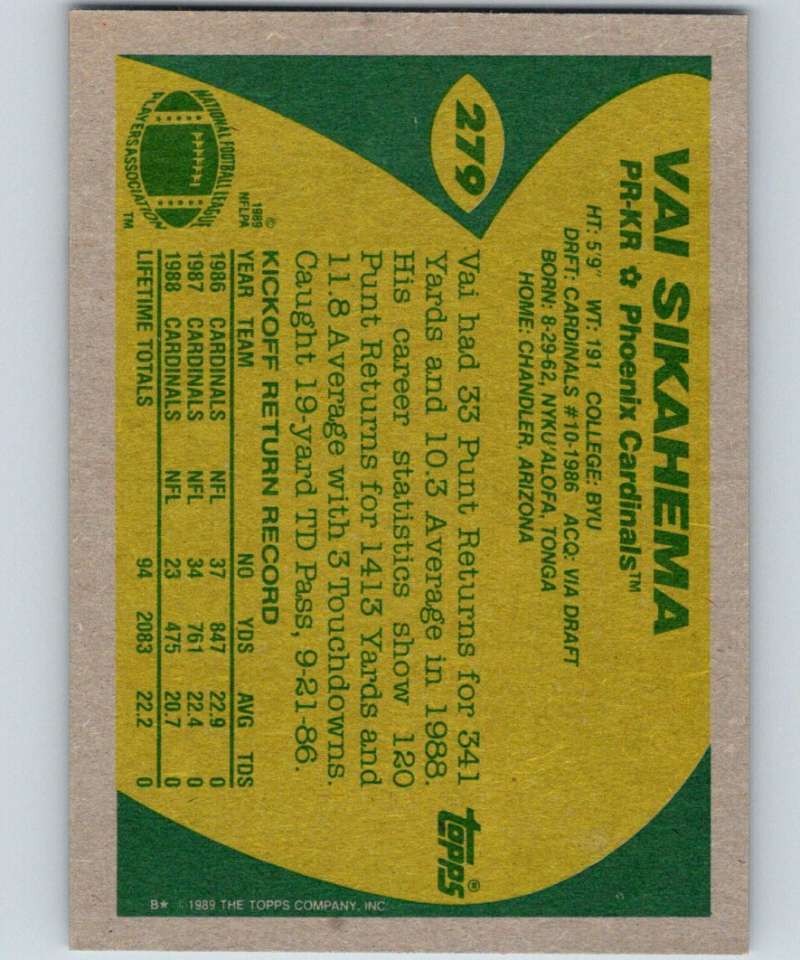 279
VAI SIKAHEMA
PR-KR ✿ Phoenix Cardinals™
HT: 5'9" WT: 191 COLLEGE: BYU
DRFT: CARDINALS #10-1986 ACQ: VIA DRAFT
BORN: 8-29-62, NYKU'ALOFA, TONGA
HOME: CHANDLER, ARIZONA
Vai had 33 Punt Returns for 341
Yards and 10.3 Average in 1988.
His career statistics show 120
Punt Returns for 1413 Yards and
11.8 Average with 3 Touchdowns.
Caught 19-yard TD Pass, 9-21-86.
topps®
KICKOFF RETURN RECORD
YEAR TEAM NO YDS AVG TDS
1986 CARDINALS NFL 37 847 22.9 0
1987 CARDINALS NFL 34 761 22.4 0
1988 CARDINALS NFL 23 475 20.7 0
LIFETIME TOTALS 94 2083 22.2 0
NATIONAL FOOTBALL LEAGUE
PLAYERS ASSOCIATION
TM
©
1989
NFLPA
B* ©1989 THE TOPPS COMPANY, INC.